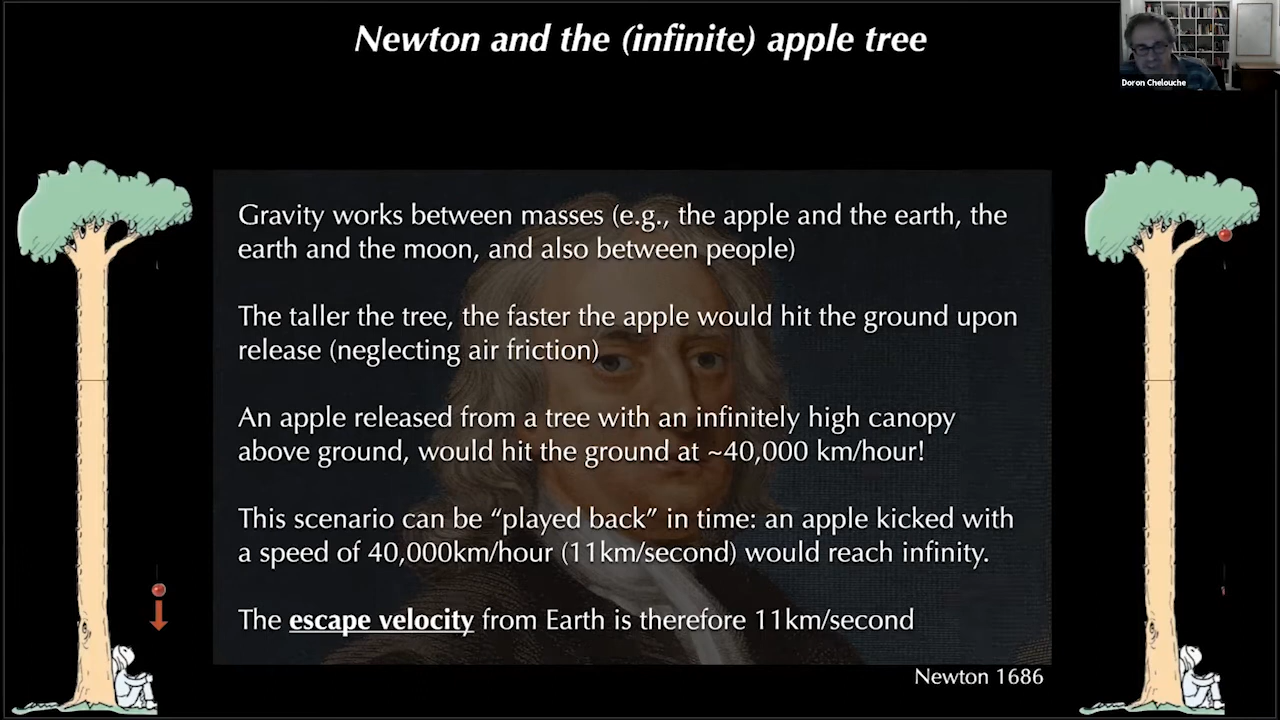 Newton and the (infinite) apple tree
Doron Chelouche
Gravity works between masses (e.g., the apple and the earth, the
earth and the moon, and also between people)
The taller the tree, the faster the apple would hit the ground upon
release (neglecting air friction)
An apple released from a tree with an infinitely high canopy
above ground, would hit the ground at ~40,000 km/hour!
This scenario can be “played back” in time: an apple kicked with
a speed of 40,000km/hour (11km/second) would reach infinity.
The escape velocity from Earth is therefore 11km/second
Newton 1686